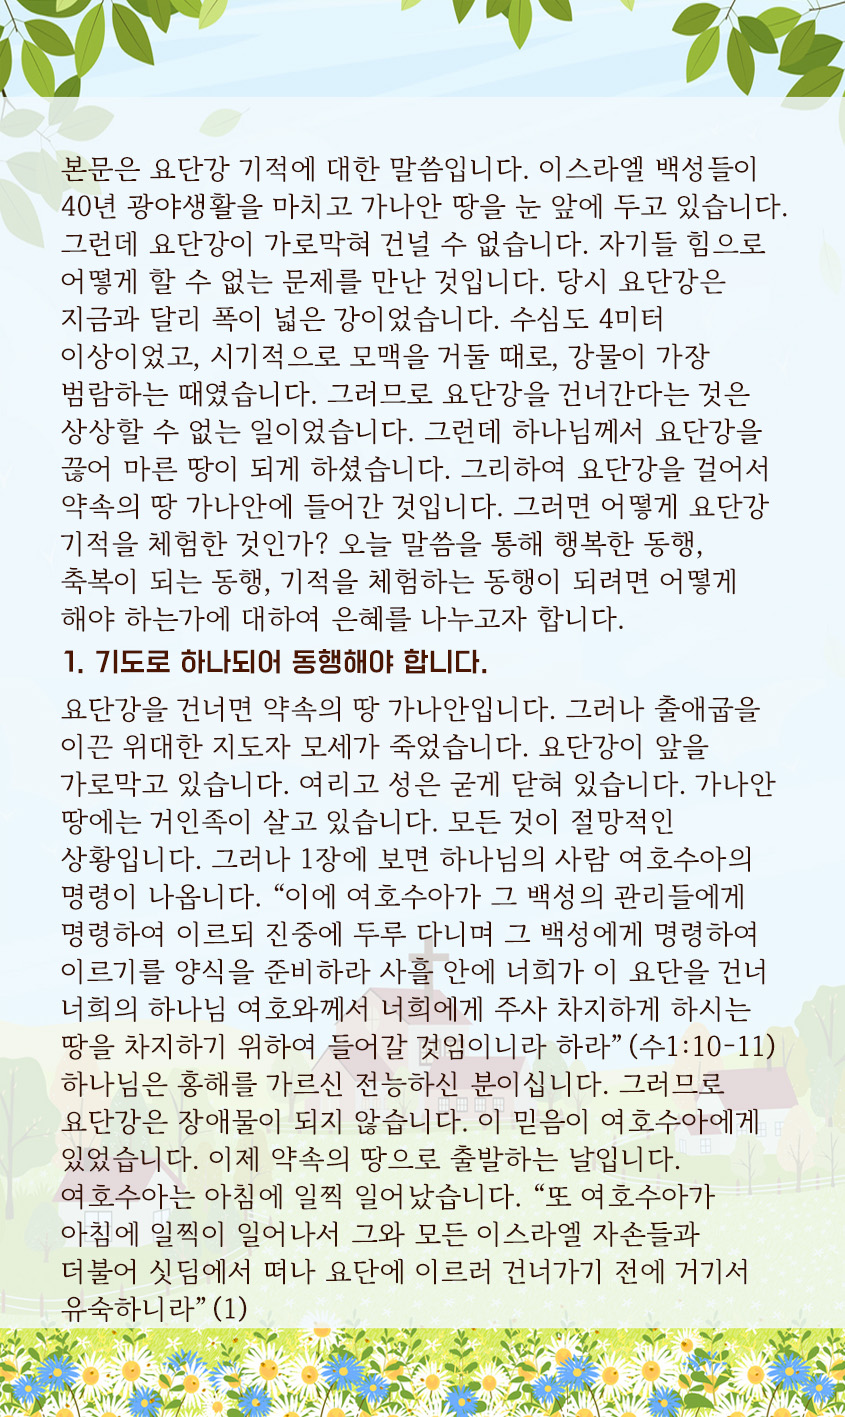 본문은 요단강 기적에 대한 말씀입니다. 이스라엘 백성들이
40년 광야생활을 마치고 가나안 땅을 눈 앞에 두고 있습니다.
그런데 요단강이 가로막혀 건널 수 없습니다. 자기들 힘으로
어떻게 할 수 없는 문제를 만난 것입니다. 당시 요단강은
지금과 달리 폭이 넓은 강이었습니다. 수심도 4미터
이상이었고, 시기적으로 모맥을 거둘 때로, 강물이 가장
범람하는 때였습니다. 그러므로 요단강을 건너간다는 것은
상상할 수 없는 일이었습니다. 그런데 하나님께서 요단강을
끊어 마른 땅이 되게 하셨습니다. 그리하여 요단강을 걸어서
약속의 땅 가나안에 들어간 것입니다. 그러면 어떻게 요단강
기적을 체험한 것인가? 오늘 말씀을 통해 행복한 동행,
축복이 되는 동행, 기적을 체험하는 동행이 되려면 어떻게
해야 하는가에 대하여 은혜를 나누고자 합니다.
1. 기도로 하나되어 동행해야 합니다.
요단강을 건너면 약속의 땅 가나안입니다. 그러나 출애굽을
이끈 위대한 지도자 모세가 죽었습니다. 요단강이 앞을
가로막고 있습니다. 여리고 성은 굳게 닫혀 있습니다. 가나안
땅에는 거인족이 살고 있습니다. 모든 것이 절망적인
상황입니다. 그러나 1장에 보면 하나님의 사람 여호수아의
명령이 나옵니다. “이에 여호수아가 그 백성의 관리들에게
명령하여 이르되 진중에 두루 다니며 그 백성에게 명령하여
이르기를 양식을 준비하라 사흘 안에 너희가 이 요단을 건너
너희의 하나님 여호와께서 너희에게 주사 차지하게 하시는
땅을 차지하기 위하여 들어갈 것임이니라 하라”(수1:10-11)
하나님은 홍해를 가르신 전능하신 분이십니다. 그러므로
요단강은 장애물이 되지 않습니다. 이 믿음이 여호수아에게
있었습니다. 이제 약속의 땅으로 출발하는 날입니다.
여호수아는 아침에 일찍 일어났습니다. “또 여호수아가
아침에 일찍이 일어나서 그와 모든 이스라엘 자손들과
더불어 싯딤에서 떠나 요단에 이르러 건너가기 전에 거기서
유숙하니라”(1)